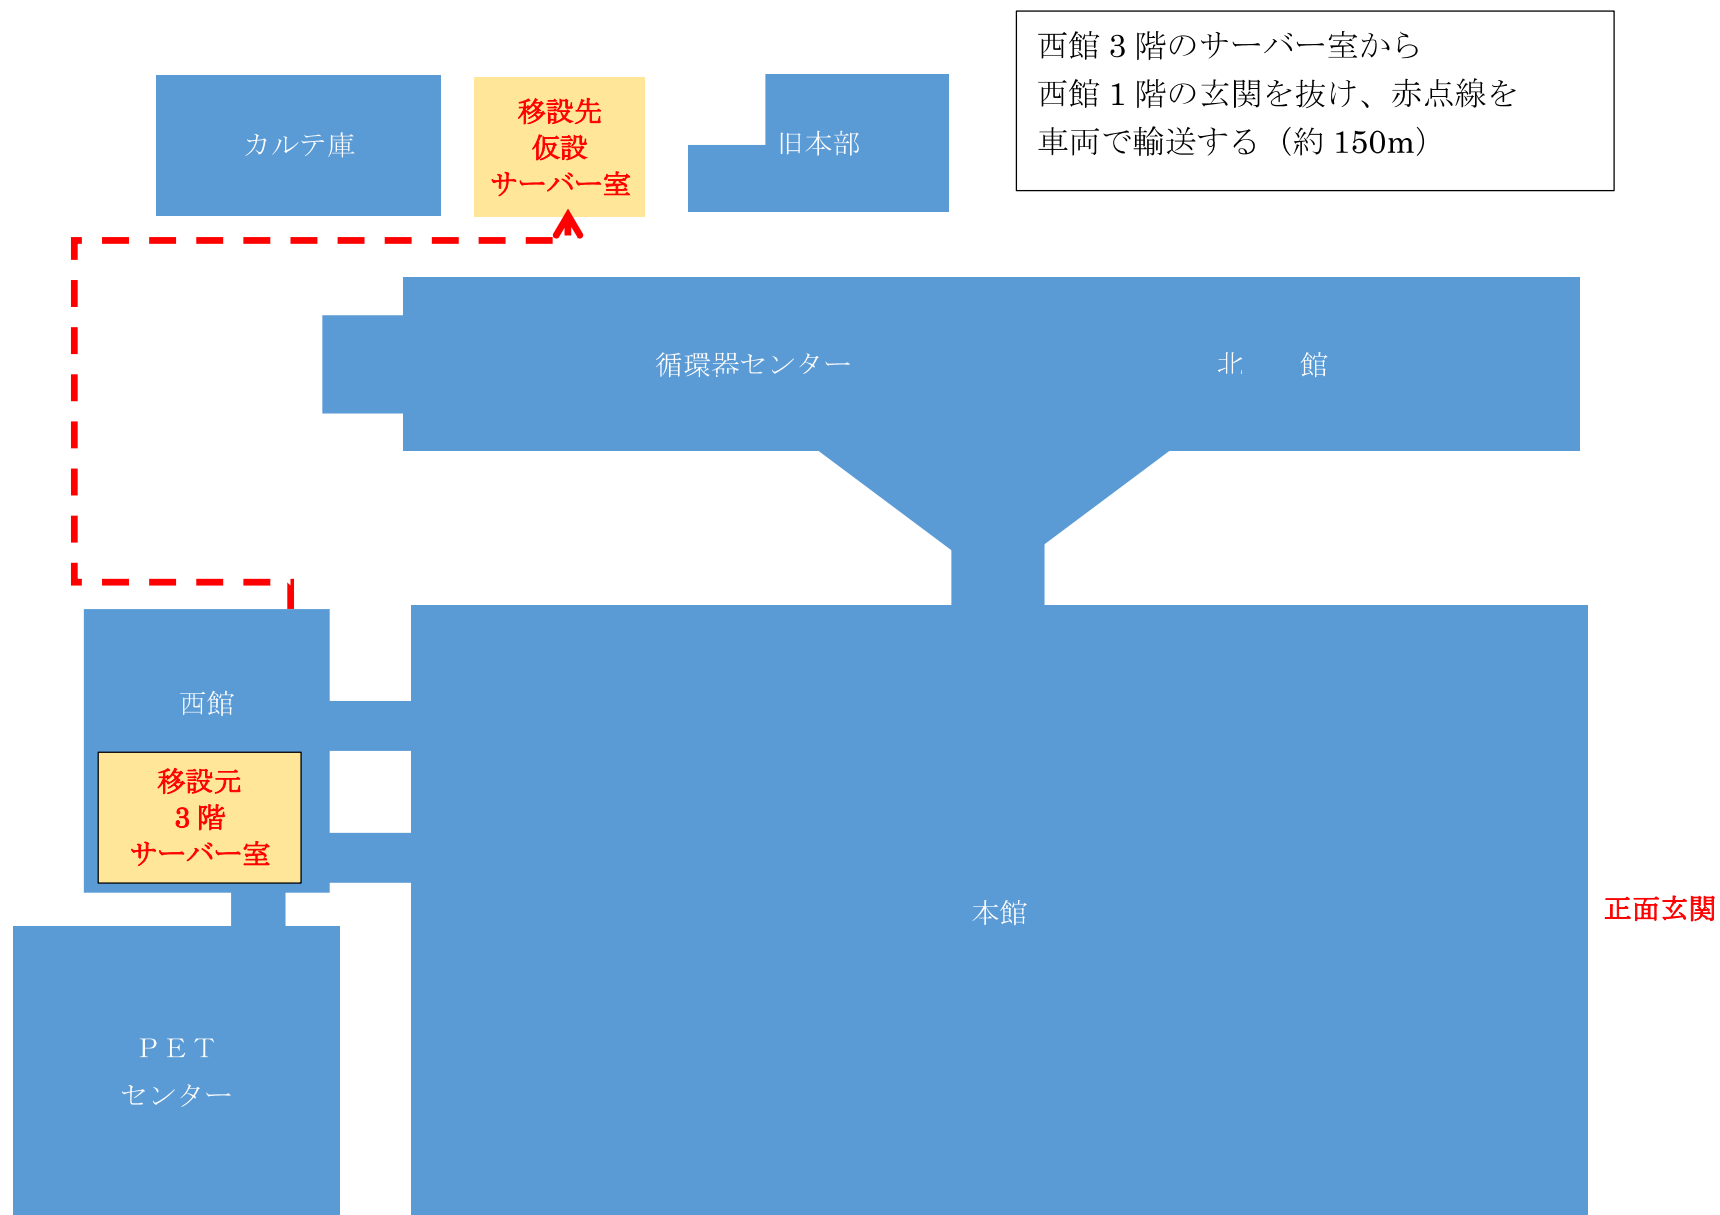 西館 3 階のサーバー室から
西館 1 階の玄関を抜け、赤点線を
車両で輸送する（約 150m）
カルテ庫
移設先
仮設
サーバー室
旧本部
循環器センター
北　　館
西館
移設元
3 階
サーバー室
本館
正面玄関
ＰＥＴ
センター